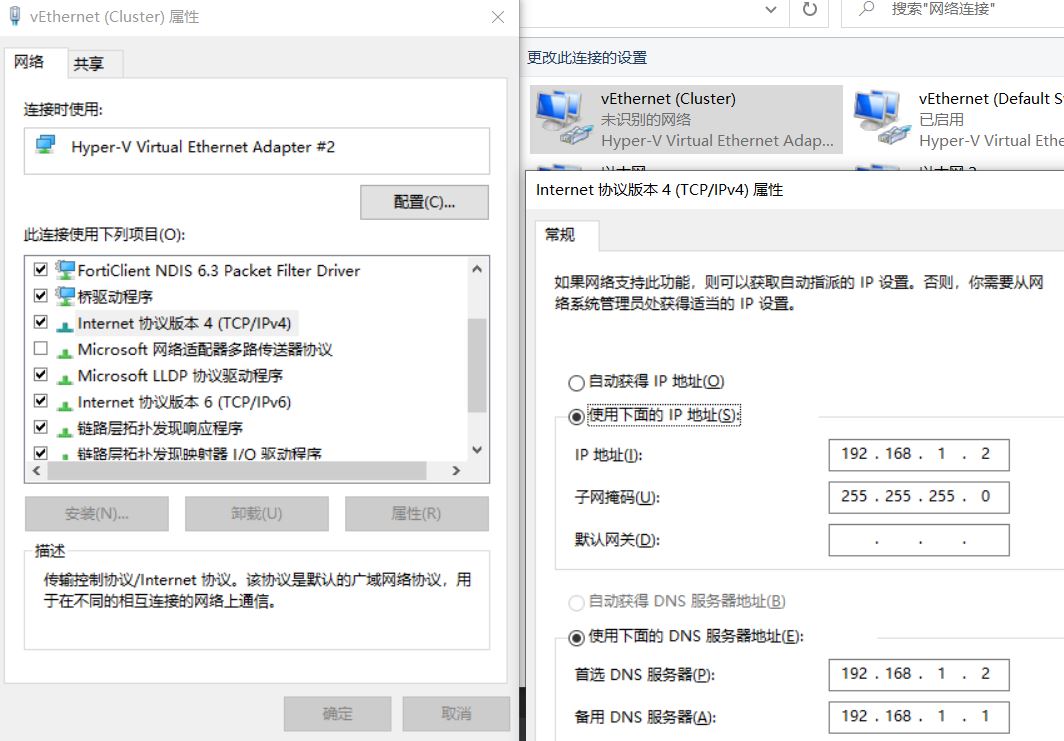 vEthernet (Cluster) 属性
网络
共享
连接时使用:
Hyper-V Virtual Ethernet Adapter #2
配置(C)...
此连接使用下列项目(O):
FortiClient NDIS 6.3 Packet Filter Driver
桥驱动程序
Internet 协议版本 4 (TCP/IPv4)
Microsoft 网络适配器多路传送器协议
Microsoft LLDP 协议驱动程序
Internet 协议版本 6 (TCP/IPv6)
链路层拓扑发现响应程序
链路层拓扑发现映射器 I/O 驱动程序
安装(N)...
卸载(U)
属性(R)
描述
传输控制协议/Internet 协议。该协议是默认的广域网络协议，用
于在不同的相互连接的网络上通信。
确定
取消
搜索"网络连接"
更改此连接的设置
vEthernet (Cluster)
未识别的网络
Hyper-V Virtual Ethernet Adap...
vEthernet (Default S
已启用
Hyper-V Virtual Ethe
以太网
以太网 2
Internet 协议版本 4 (TCP/IPv4) 属性
常规
如果网络支持此功能，则可以获取自动指派的 IP 设置。否则，你需要从网
络系统管理员处获得适当的 IP 设置。
自动获得 IP 地址(O)
使用下面的 IP 地址(S):
IP 地址(I):
192 . 168 . 1 . 2
子网掩码(U):
255 . 255 . 255 . 0
默认网关(D):
. . .
自动获得 DNS 服务器地址(B)
使用下面的 DNS 服务器地址(E):
首选 DNS 服务器(P):
192 . 168 . 1 . 2
备用 DNS 服务器(A):
192 . 168 . 1 . 1